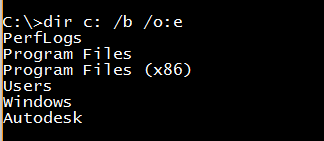 C:\>dir c: /b /o:e
PerfLogs
Program Files
Program Files (x86)
Users
Windows
Autodesk